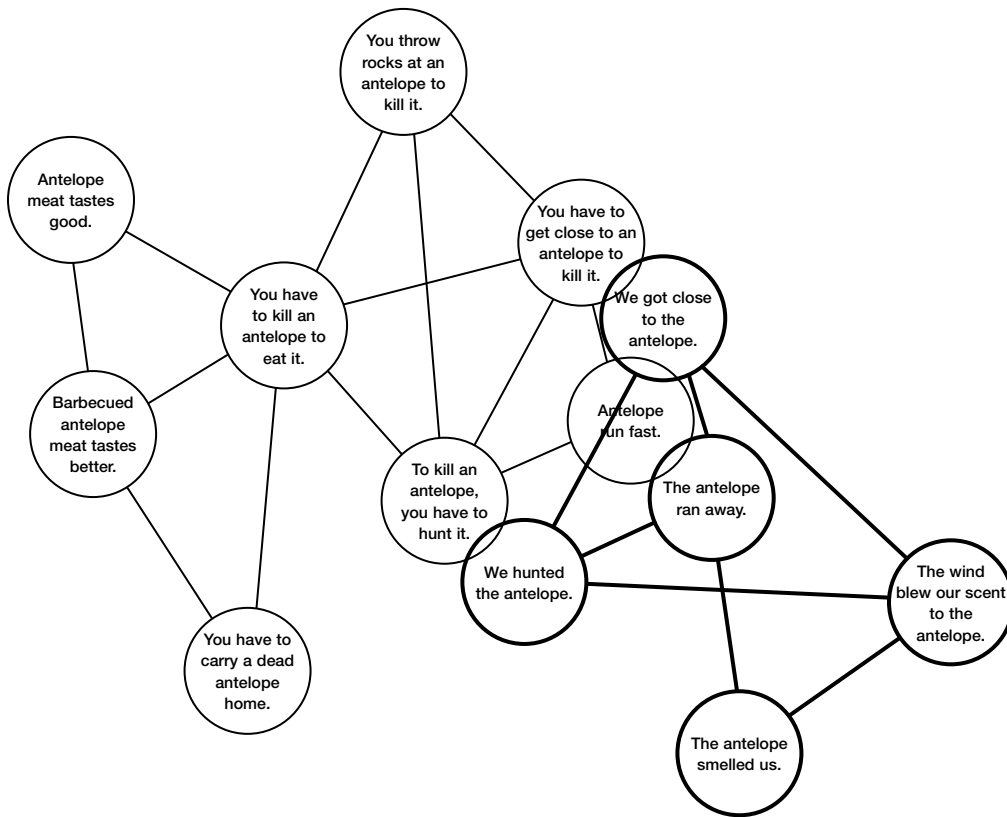 You throw
rocks at an
antelope to
kill it.
Antelope
meat tastes
good.
You have to
get close to an
antelope to
kill it.
You have
to kill an
antelope to
eat it.
We got close
to the
antelope.
Barbecued
antelope
meat tastes
better.
Antelope
run fast.
To kill an
antelope,
you have to
hunt it.
The antelope
ran away.
We hunted
the antelope.
The wind
blew our scent
to the
antelope.
You have to
carry a dead
antelope
home.
The antelope
smelled us.